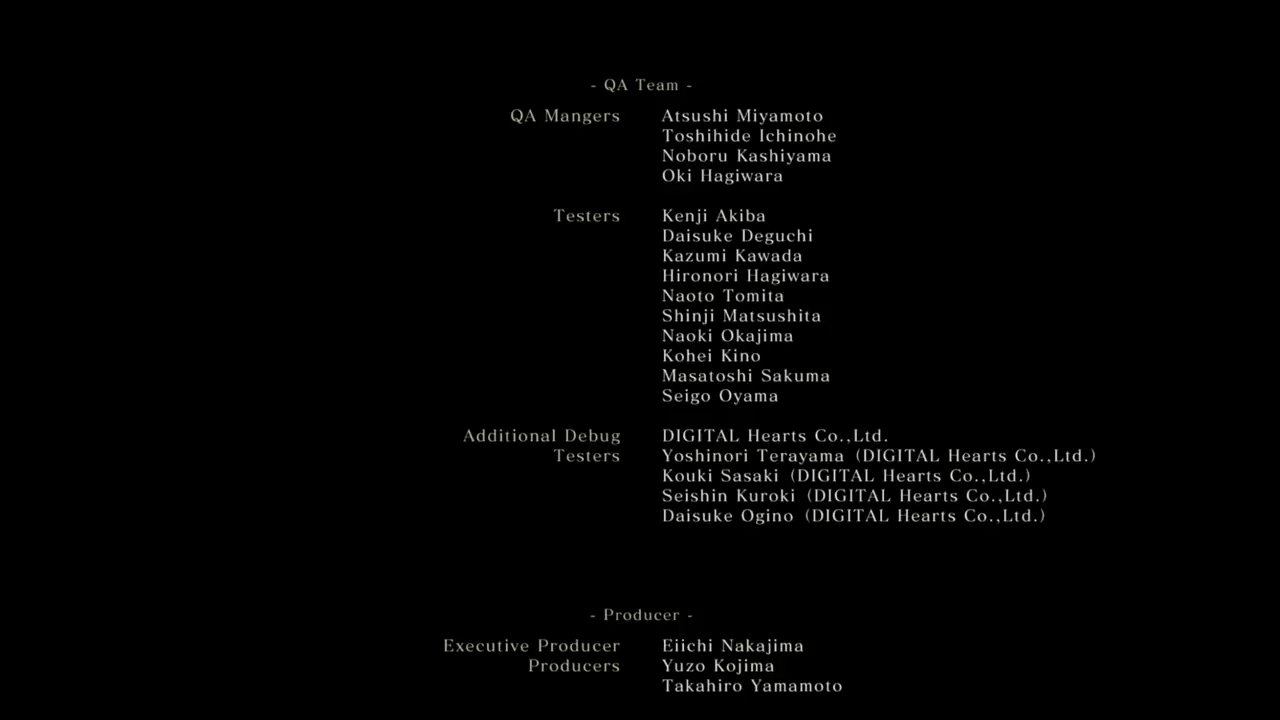 - QA Team -
QA Mangers Atsushi Miyamoto
Toshihide Ichinohe
Noboru Kashiyama
Oki Hagiwara
Testers Kenji Akiba
Daisuke Deguchi
Kazumi Kawada
Hironori Hagiwara
Naoto Tomita
Shinji Matsushita
Naoki Okajima
Kohei Kino
Masatoshi Sakuma
Seigo Oyama
Additional Debug DIGITAL Hearts Co.,Ltd.
Testers Yoshinori Terayama (DIGITAL Hearts Co.,Ltd.)
Kouki Sasaki (DIGITAL Hearts Co.,Ltd.)
Seishin Kuroki (DIGITAL Hearts Co.,Ltd.)
Daisuke Ogino (DIGITAL Hearts Co.,Ltd.)
- Producer -
Executive Producer Eiichi Nakajima
Producers Yuzo Kojima
Takahiro Yamamoto